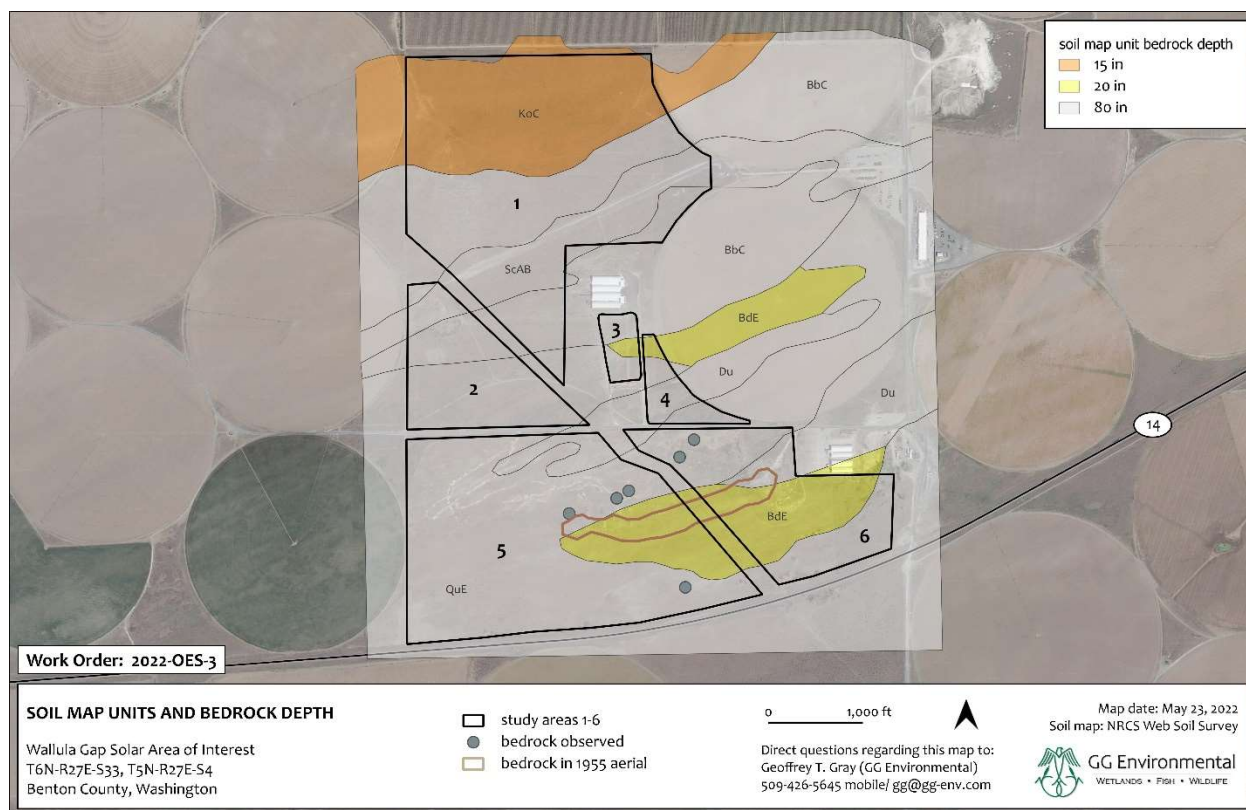 soil map unit bedrock depth
15 in
20 in
80 in
KoC
BbC
1
BbC
ScAB
3
BdE
2
4
Du
Du
14
5
BdE
6
QuE
Work Order: 2022-OES-3
SOIL MAP UNITS AND BEDROCK DEPTH
Wallula Gap Solar Area of Interest
T6N-R27E-S33, T5N-R27E-S4
Benton County, Washington
study areas 1-6
bedrock observed
bedrock in 1955 aerial
0 1,000 ft
Direct questions regarding this map to:
Geoffrey T. Gray (GG Environmental)
509-426-5645 mobile/ gg@gg-env.com
Map date: May 23, 2022
Soil map: NRCS Web Soil Survey
GG Environmental
WETLANDS • FISH • WILDLIFE